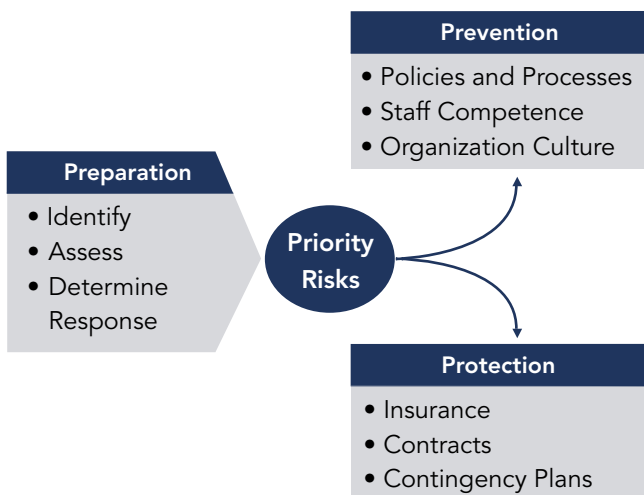 Preparation
• Identify
• Assess
• Determine
Response
Priority
Risks
Prevention
• Policies and Processes
• Staff Competence
• Organization Culture
Protection
• Insurance
• Contracts
• Contingency Plans